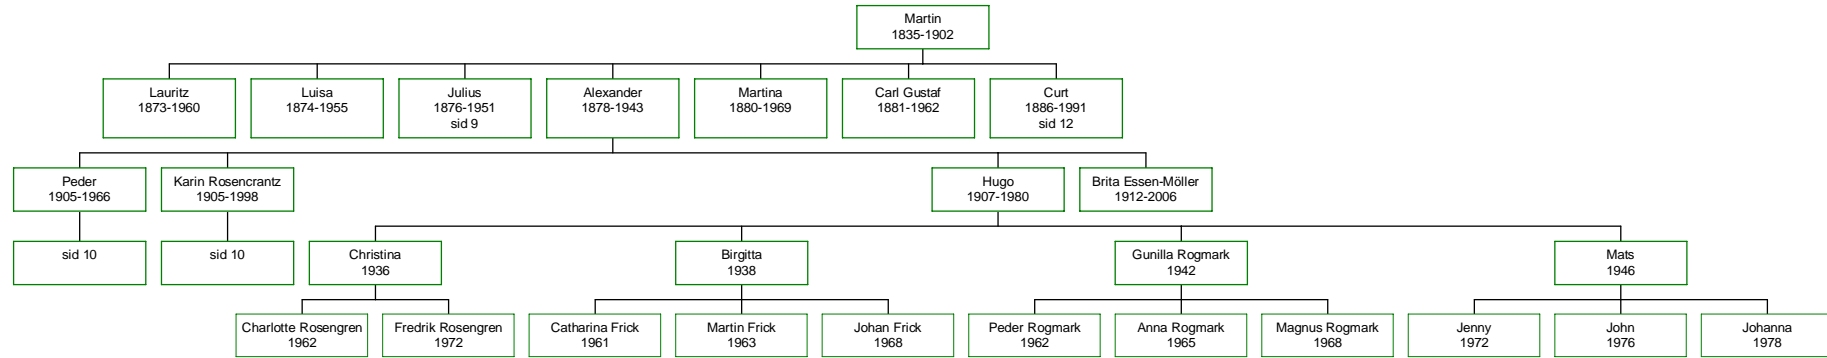 Martin
1835-1902
Lauritz
1873-1960
Luisa
1874-1955
Julius
1876-1951
sid 9
Alexander
1878-1943
Martina
1880-1969
Carl Gustaf
1881-1962
Curt
1886-1991
sid 12
Peder
1905-1966
Karin Rosencrantz
1905-1998
Hugo
1907-1980
Brita Essen-Möller
1912-2006
sid 10
sid 10
Christina
1936
Birgitta
1938
Gunilla Rogmark
1942
Mats
1946
Charlotte Rosengren
1962
Fredrik Rosengren
1972
Catharina Frick
1961
Martin Frick
1963
Johan Frick
1968
Peder Rogmark
1962
Anna Rogmark
1965
Magnus Rogmark
1968
Jenny
1972
John
1976
Johanna
1978